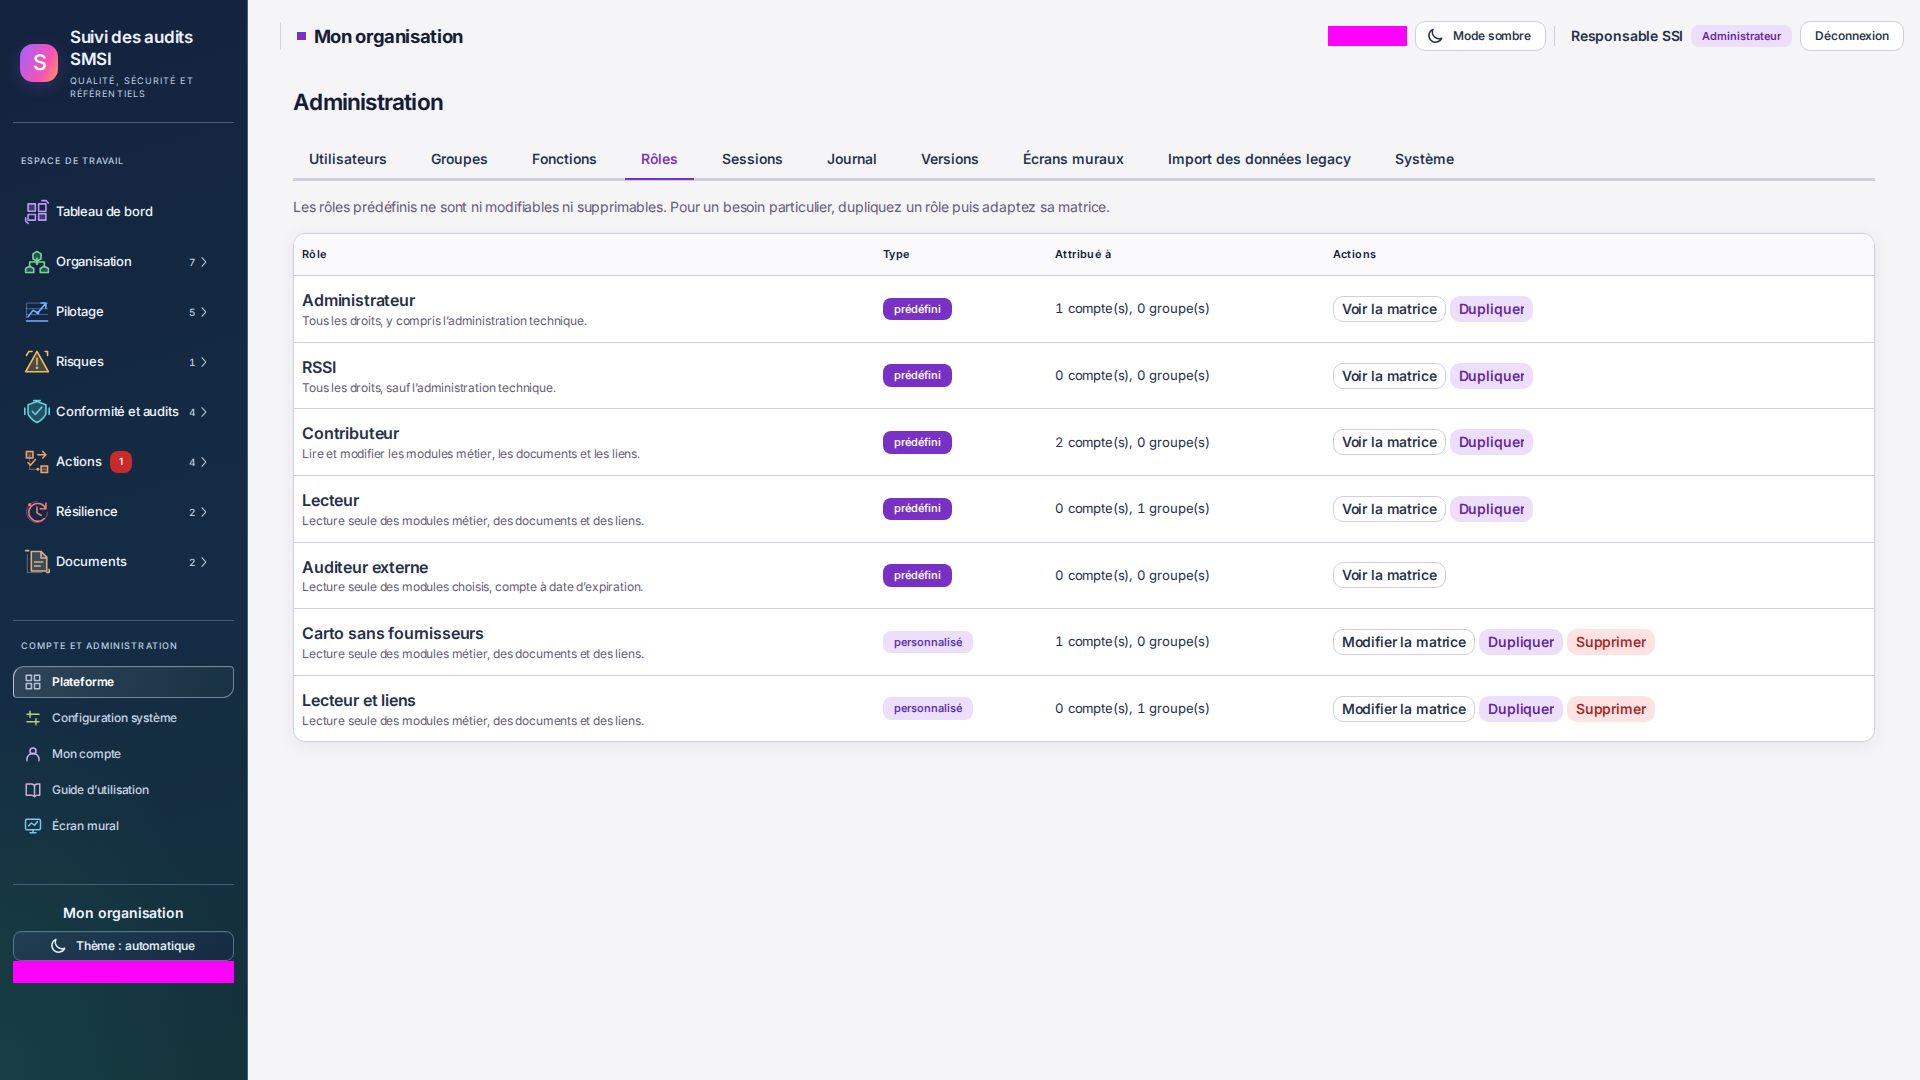 S
Suivi des audits
SMSI
QUALITÉ, SÉCURITÉ ET
RÉFÉRENTIELS
ESPACE DE TRAVAIL
Tableau de bord
Organisation 7
Pilotage 5
Risques 1
Conformité et audits 4
Actions 1 4
Résilience 2
Documents 2
COMPTE ET ADMINISTRATION
Plateforme
Configuration système
Mon compte
Guide d’utilisation
Écran mural
Mon organisation
Thème : automatique
Mon organisation
Mode sombre
Responsable SSI Administrateur
Déconnexion
Administration
Utilisateurs Groupes Fonctions Rôles Sessions Journal Versions Écrans muraux Import des données legacy Système
Les rôles prédéfinis ne sont ni modifiables ni supprimables. Pour un besoin particulier, dupliquez un rôle puis adaptez sa matrice.
Rôle Type Attribué à Actions
Administrateur
Tous les droits, y compris l’administration technique.
prédéfini 1 compte(s), 0 groupe(s) Voir la matrice Dupliquer
RSSI
Tous les droits, sauf l’administration technique.
prédéfini 0 compte(s), 0 groupe(s) Voir la matrice Dupliquer
Contributeur
Lire et modifier les modules métier, les documents et les liens.
prédéfini 2 compte(s), 0 groupe(s) Voir la matrice Dupliquer
Lecteur
Lecture seule des modules métier, des documents et des liens.
prédéfini 0 compte(s), 1 groupe(s) Voir la matrice Dupliquer
Auditeur externe
Lecture seule des modules choisis, compte à date d’expiration.
prédéfini 0 compte(s), 0 groupe(s) Voir la matrice
Carto sans fournisseurs
Lecture seule des modules métier, des documents et des liens.
personnalisé 1 compte(s), 0 groupe(s) Modifier la matrice Dupliquer Supprimer
Lecteur et liens
Lecture seule des modules métier, des documents et des liens.
personnalisé 0 compte(s), 1 groupe(s) Modifier la matrice Dupliquer Supprimer